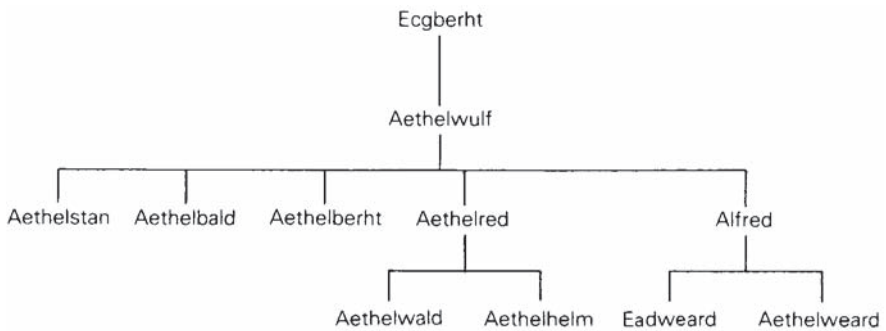 Ecgberht
Aethelwulf
Aethelstan Aethelbald Aethelberht Aethelred Alfred
Aethelwald Aethelhelm Eadweard Aethelweard